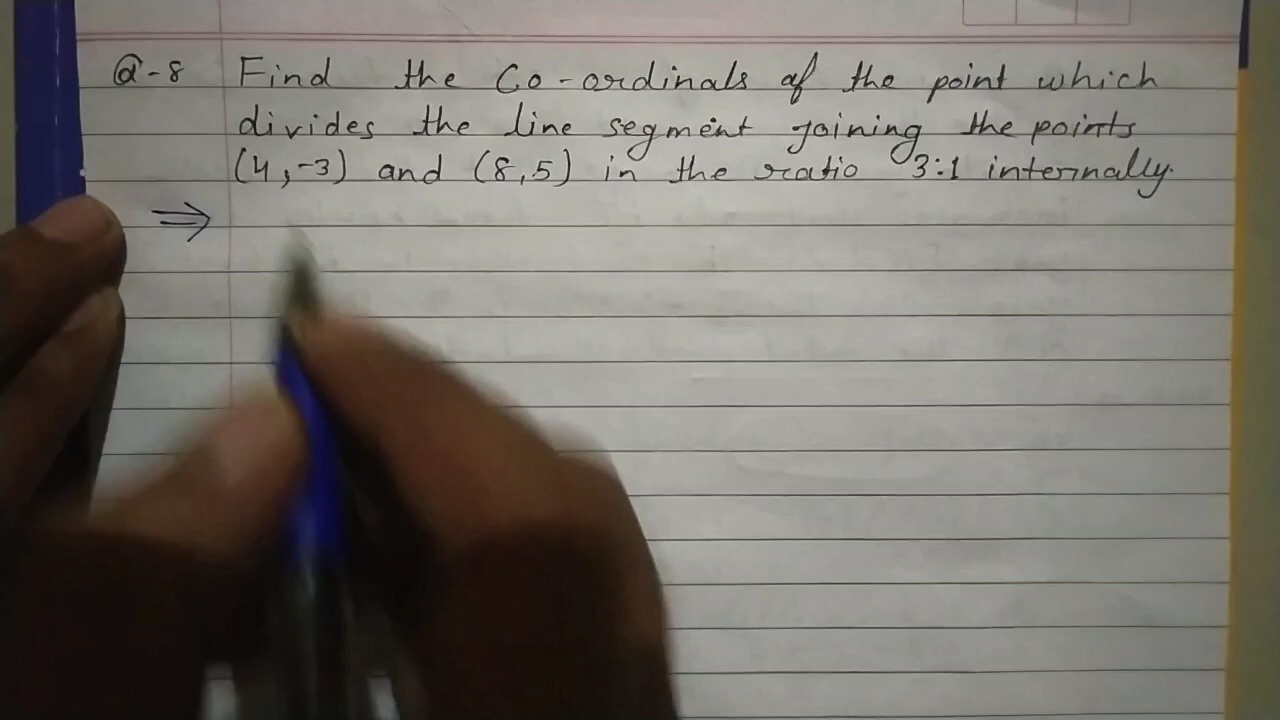 Q-8 Find the Co-ordinals of the point which
divides the line segment joining the points
(4,-3) and (8,5) in the ratio 3:1 internally.
⇒